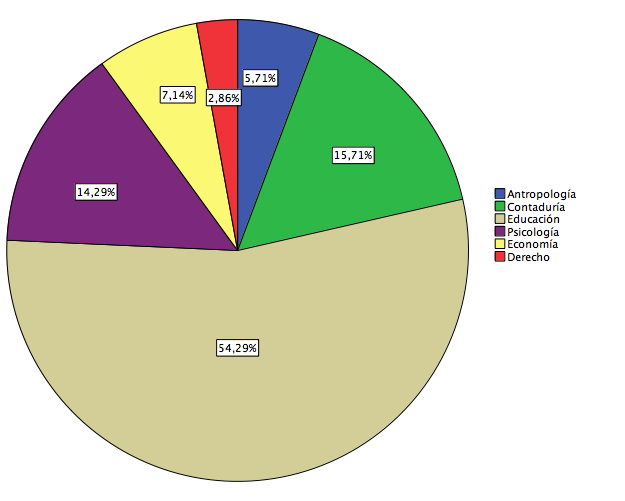 5,71%
7,14%
2,86%
15,71%
14,29%
54,29%
Antropología
Contaduría
Educación
Psicología
Economía
Derecho